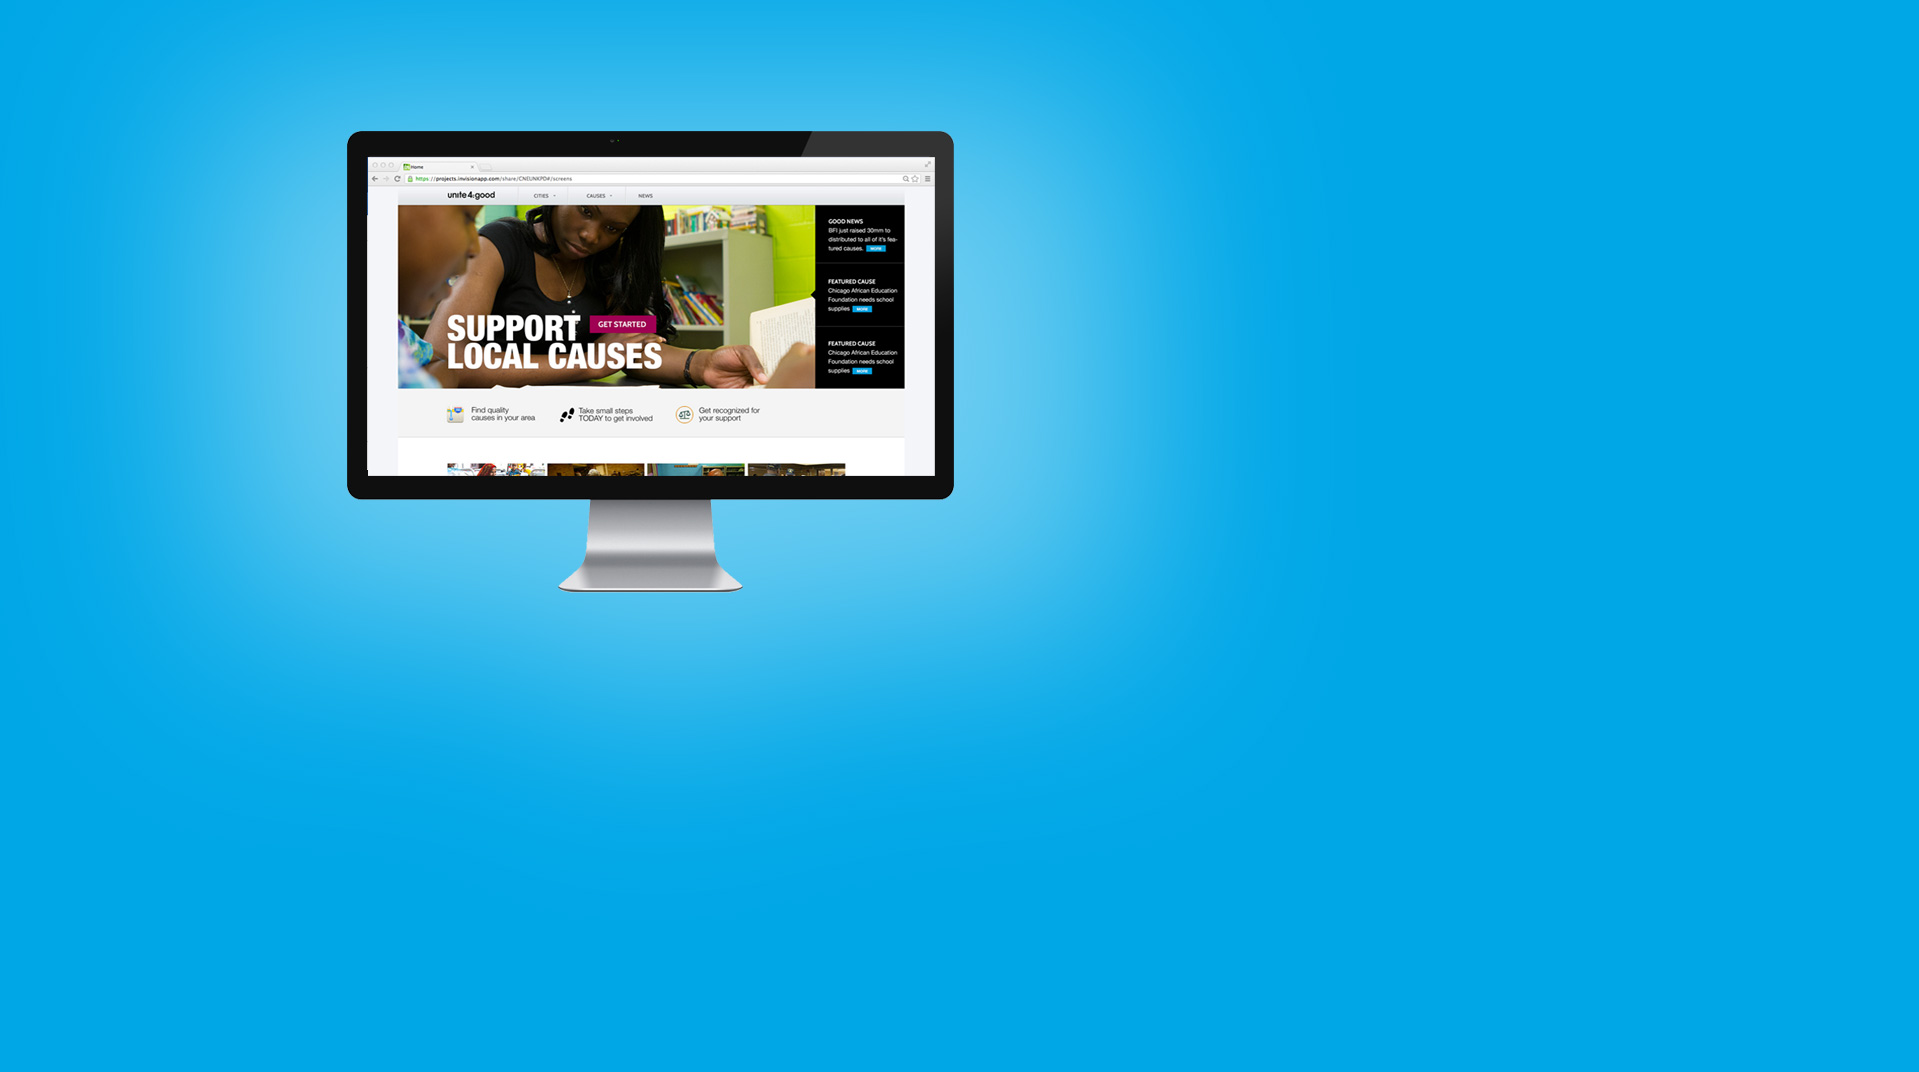 Home
https://projects.invisionapp.com/share/CNEUNKPD#/screens
unite4:good
CITIES
CAUSES
NEWS
SUPPORT
GET STARTED
LOCAL CAUSES
GOOD NEWS
BFI just raised 30mm to
distributed to all of it's fea-
tured causes. MORE
FEATURED CAUSE
Chicago African Education
Foundation needs school
supplies MORE
FEATURED CAUSE
Chicago African Education
Foundation needs school
supplies MORE
Find quality
causes in your area
Take small steps
TODAY to get involved
Get recognized for
your support